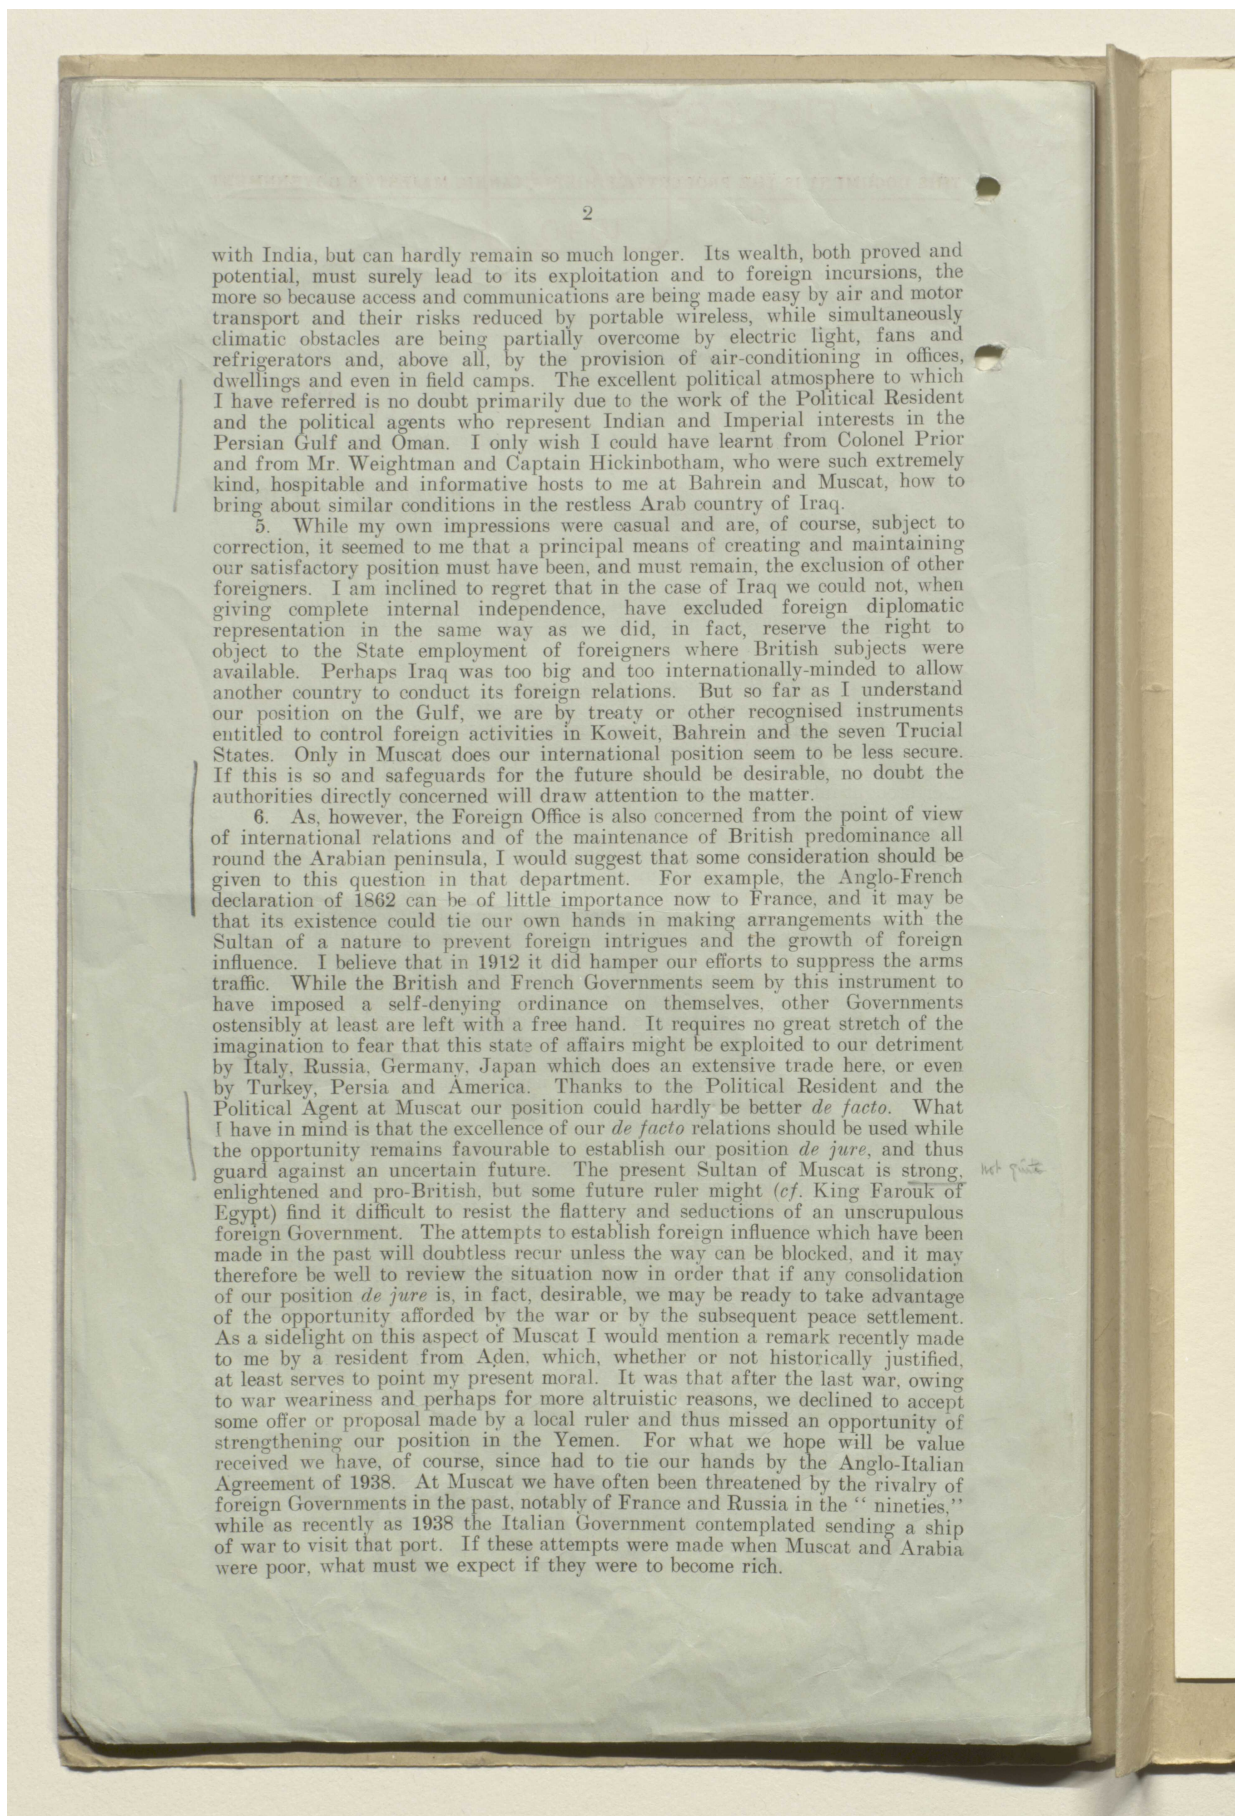 2
with India, but can hardly remain so much longer. Its wealth, both proved and
potential, must surely lead to its exploitation and to foreign incursions, the
more so because access and communications are being made easy by air and motor
transport and their risks reduced by portable wireless, while simultaneously
climatic obstacles are being partially overcome by electric light, fans and
refrigerators and, above all, by the provision of air-conditioning in offices,
dwellings and even in field camps. The excellent political atmosphere to which
I have referred is no doubt primarily due to the work of the Political Resident
and the political agents who represent Indian and Imperial interests in the
Persian Gulf and Oman. I only wish I could have learnt from Colonel Prior
and from Mr. Weightman and Captain Hickinbotham, who were such extremely
kind, hospitable and informative hosts to me at Bahrein and Muscat, how to
bring about similar conditions in the restless Arab country of Iraq.
5. While my own impressions were casual and are, of course, subject to
correction, it seemed to me that a principal means of creating and maintaining
our satisfactory position must have been, and must remain, the exclusion of other
foreigners. I am inclined to regret that in the case of Iraq we could not, when
giving complete internal independence, have excluded foreign diplomatic
representation in the same way as we did, in fact, reserve the right to
object to the State employment of foreigners where British subjects were
available. Perhaps Iraq was too big and too internationally-minded to allow
another country to conduct its foreign relations. But so far as I understand
our position on the Gulf, we are by treaty or other recognised instruments
entitled to control foreign activities in Koweit, Bahrein and the seven Trucial
States. Only in Muscat does our international position seem to be less secure.
If this is so and safeguards for the future should be desirable, no doubt the
authorities directly concerned will draw attention to the matter.
6. As, however, the Foreign Office is also concerned from the point of view
of international relations and of the maintenance of British predominance all
round the Arabian peninsula, I would suggest that some consideration should be
given to this question in that department. For example, the Anglo-French
declaration of 1862 can be of little importance now to France, and it may be
that its existence could tie our own hands in making arrangements with the
Sultan of a nature to prevent foreign intrigues and the growth of foreign
influence. I believe that in 1912 it did hamper our efforts to suppress the arms
traffic. While the British and French Governments seem by this instrument to
have imposed a self-denying ordinance on themselves, other Governments
ostensibly at least are left with a free hand. It requires no great stretch of the
imagination to fear that this state of affairs might be exploited to our detriment
by Italy, Russia, Germany, Japan which does an extensive trade here, or even
by Turkey, Persia and America. Thanks to the Political Resident and the
Political Agent at Muscat our position could hardly be better de facto. What
I have in mind is that the excellence of our de facto relations should be used while
the opportunity remains favourable to establish our position de jure, and thus
guard against an uncertain future. The present Sultan of Muscat is strong, not quite
enlightened and pro-British, but some future ruler might (cf. King Farouk of
Egypt) find it difficult to resist the flattery and seductions of an unscrupulous
foreign Government. The attempts to establish foreign influence which have been
made in the past will doubtless recur unless the way can be blocked, and it may
therefore be well to review the situation now in order that if any consolidation
of our position de jure is, in fact, desirable, we may be ready to take advantage
of the opportunity afforded by the war or by the subsequent peace settlement.
As a sidelight on this aspect of Muscat I would mention a remark recently made
to me by a resident from Aden, which, whether or not historically justified,
at least serves to point my present moral. It was that after the last war, owing
to war weariness and perhaps for more altruistic reasons, we declined to accept
some offer or proposal made by a local ruler and thus missed an opportunity of
strengthening our position in the Yemen. For what we hope will be value
received we have, of course, since had to tie our hands by the Anglo-Italian
Agreement of 1938. At Muscat we have often been threatened by the rivalry of
foreign Governments in the past, notably of France and Russia in the “ nineties,”
while as recently as 1938 the Italian Government contemplated sending a ship
of war to visit that port. If these attempts were made when Muscat and Arabia
were poor, what must we expect if they were to become rich.